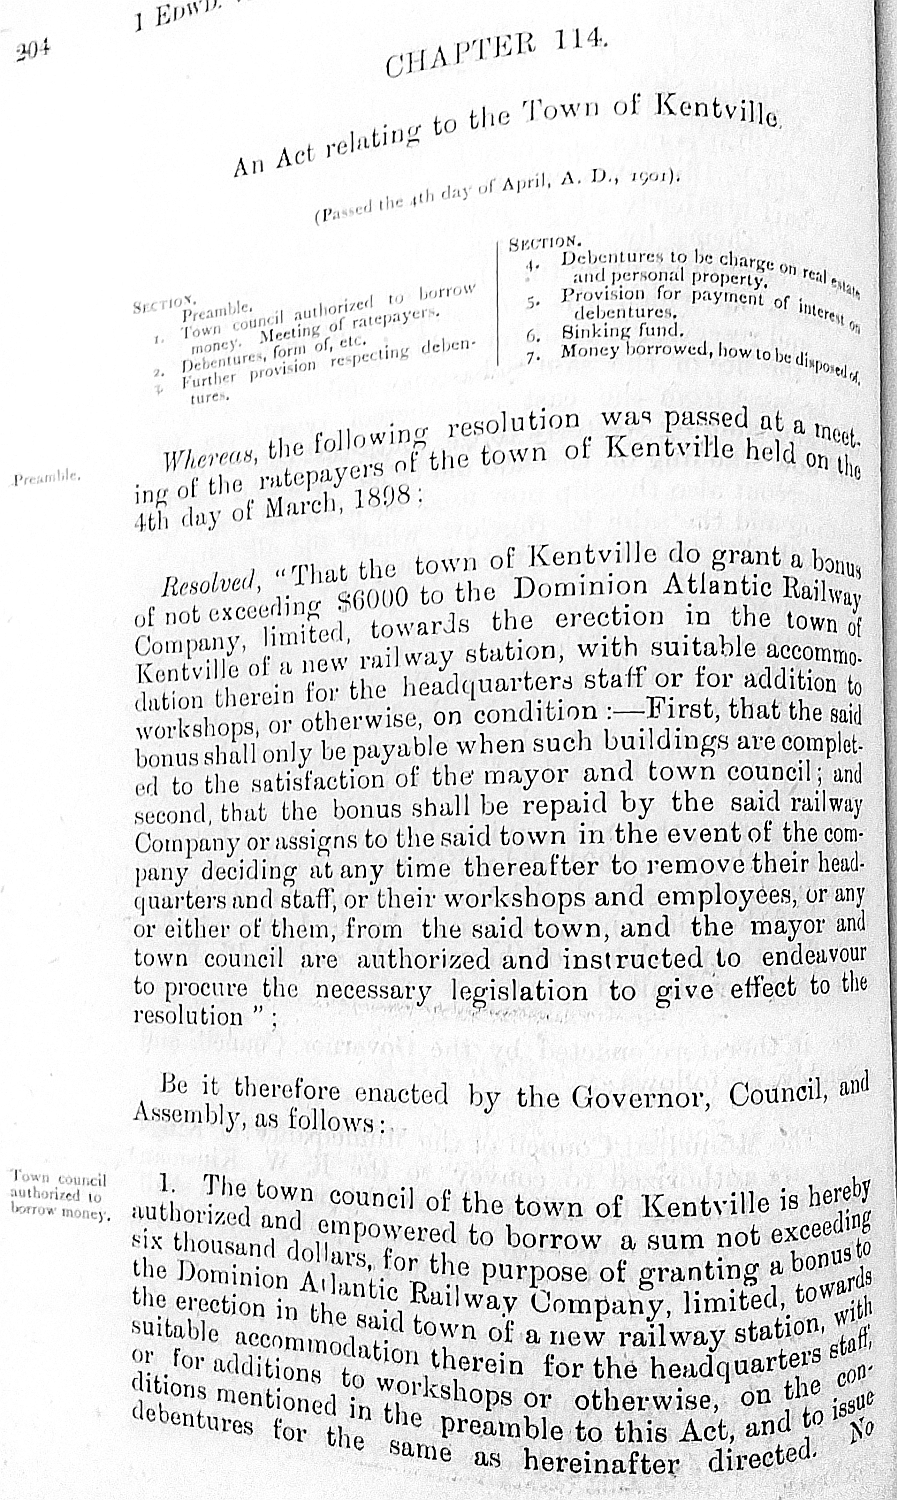 204
1 EDWD.
CHAPTER 114.
An Act relating to the Town of Kentville.
(Passed the 4th day of April, A. D., 1901).
SECTION.
Preamble.
1. Town council authorized to borrow
money. Meeting of ratepayers.
2. Debentures, form of, etc.
3. Further provision respecting deben-
tures.
SECTION.
4. Debentures to be charge on real estate
and personal property.
5. Provision for payment of interest on
debentures.
6. Sinking fund.
7. Money borrowed, how to be disposed of.
Preamble.
Whereas, the following resolution was passed at a meet-
ing of the ratepayers of the town of Kentville held on the
4th day of March, 1898;
Resolved, "That the town of Kentville do grant a bonus
of not exceeding $6000 to the Dominion Atlantic Railway
Company, limited, towards the erection in the town of
Kentville of a new railway station, with suitable accommo-
dation therein for the headquarters staff or for addition to
workshops, or otherwise, on condition :—First, that the said
bonus shall only be payable when such buildings are complet-
ed to the satisfaction of the mayor and town council; and
second, that the bonus shall be repaid by the said railway
Company or assigns to the said town in the event of the com-
pany deciding at any time thereafter to remove their head-
quarters and staff, or their workshops and employees, or any
or either of them, from the said town, and the mayor and
town council are authorized and instructed to endeavour
to procure the necessary legislation to give effect to the
resolution" ;
Be it therefore enacted by the Governor, Council, and
Assembly, as follows:
Town council
authorized to
borrow money.
1. The town council of the town of Kentville is hereby
authorized and empowered to borrow a sum not exceeding
six thousand dollars, for the purpose of granting a bonus to
the Dominion Atlantic Railway Company, limited, towards
the erection in the said town of a new railway station, with
suitable accommodation therein for the headquarters staff,
or for additions to workshops or otherwise, on the con-
ditions mentioned in the preamble to this Act, and to issue
debentures for the same as hereinafter directed. No